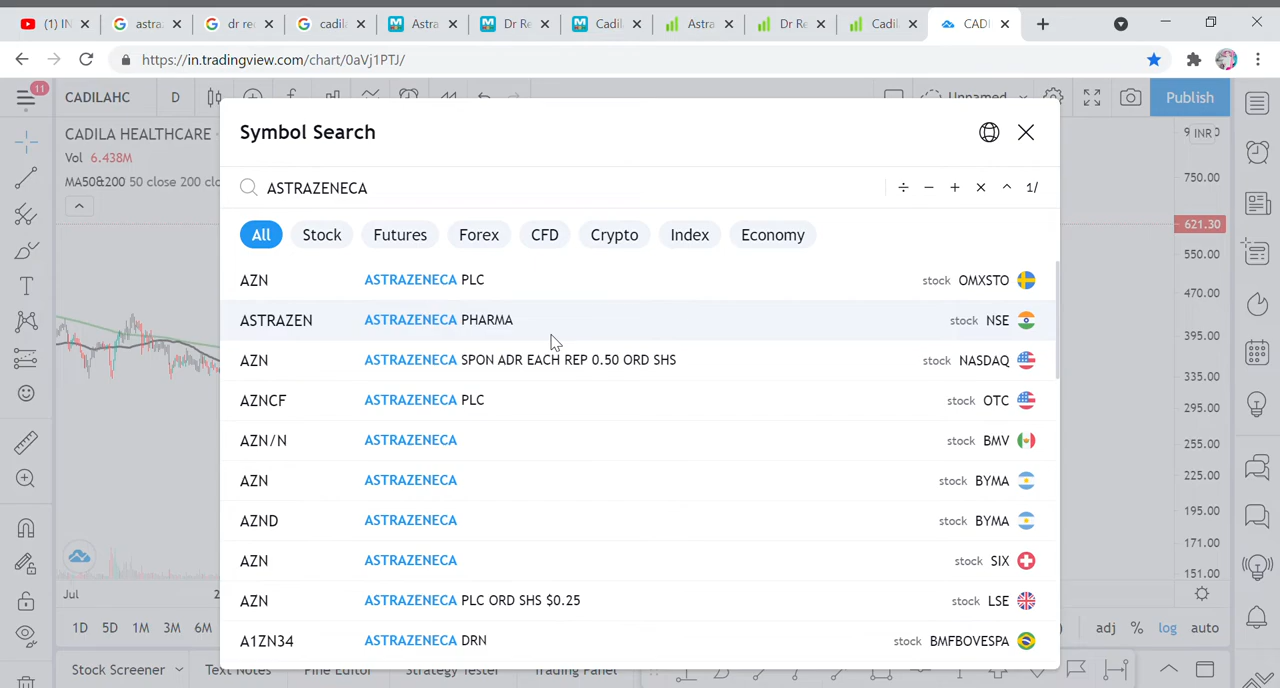 (1) IN
astra.
dr re
cadil
Astra
Dr Re
Cadil
Astra
Dr Re
Cadil
CADI
https://in.tradingview.com/chart/0aVj1PTJ/
11
CADILAHC
D
Unnamed
Publish
CADILA HEALTHCARE ·
Vol 6.438M
MA50&200 50 close 200 clo
INR
750.00
621.30
550.00
470.00
395.00
335.00
295.00
255.00
225.00
195.00
171.00
151.00
Symbol Search
ASTRAZENECA
÷ − + × ^ 1/
All Stock Futures Forex CFD Crypto Index Economy
AZN ASTRAZENECA PLC stock OMXSTO
ASTRAZEN ASTRAZENECA PHARMA stock NSE
AZN ASTRAZENECA SPON ADR EACH REP 0.50 ORD SHS stock NASDAQ
AZNCF ASTRAZENECA PLC stock OTC
AZN/N ASTRAZENECA stock BMV
AZN ASTRAZENECA stock BYMA
AZND ASTRAZENECA stock BYMA
AZN ASTRAZENECA stock SIX
AZN ASTRAZENECA PLC ORD SHS $0.25 stock LSE
A1ZN34 ASTRAZENECA DRN stock BMFBOVESPA
Jul
1D 5D 1M 3M 6M
adj % log auto
Stock Screener Text Notes Pine Editor Strategy Tester Trading Panel